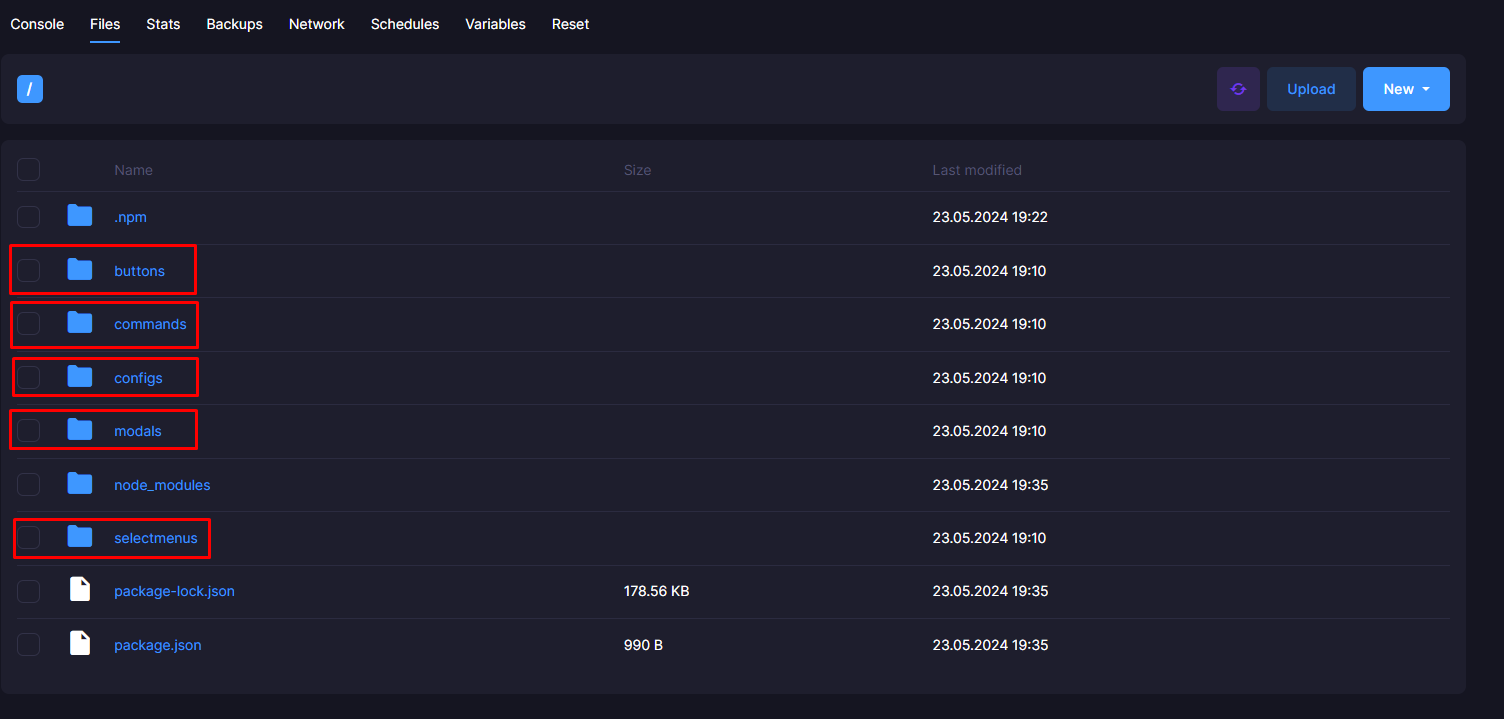 Console Files Stats Backups Network Schedules Variables Reset
/ Upload New
Name Size Last modified
.npm 23.05.2024 19:22
buttons 23.05.2024 19:10
commands 23.05.2024 19:10
configs 23.05.2024 19:10
modals 23.05.2024 19:10
node_modules 23.05.2024 19:35
selectmenus 23.05.2024 19:10
package-lock.json 178.56 KB 23.05.2024 19:35
package.json 990 B 23.05.2024 19:35